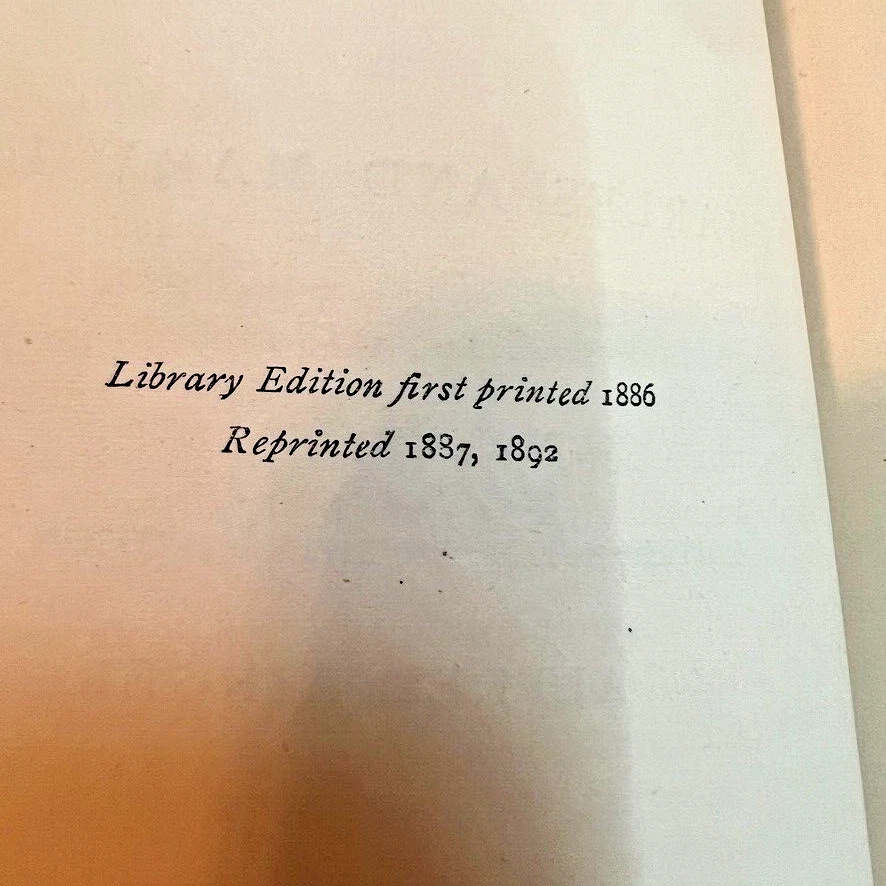 Library Edition first printed 1886
Reprinted 1887, 1892